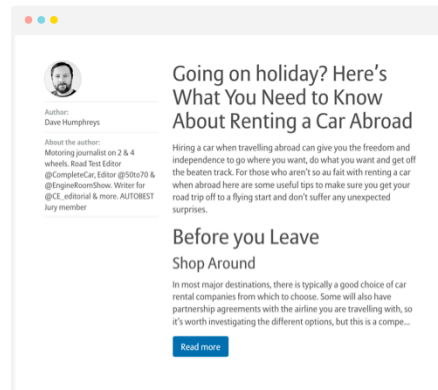 Author:
Dave Humphreys
About the author:
Motoring journalist on 2 & 4
wheels. Road Test Editor
@CompleteCar, Editor @50to70 &
@EngineRoomShow. Writer for
@CE_editorial & more. AUTOBEST
Jury member
Going on holiday? Here's
What You Need to Know
About Renting a Car Abroad
Hiring a car when travelling abroad can give you the freedom and
independence to go where you want, do what you want and get off
the beaten track. For those who aren't so au fait with renting a car
when abroad here are some useful tips to make sure you get your
road trip off to a flying start and don't suffer any unexpected
surprises.
Before you Leave
Shop Around
In most major destinations, there is typically a good choice of car
rental companies from which to choose. Some will also have
partnership agreements with the airline you are travelling with, so
it's worth investigating the different options, but this is a compe...
Read more